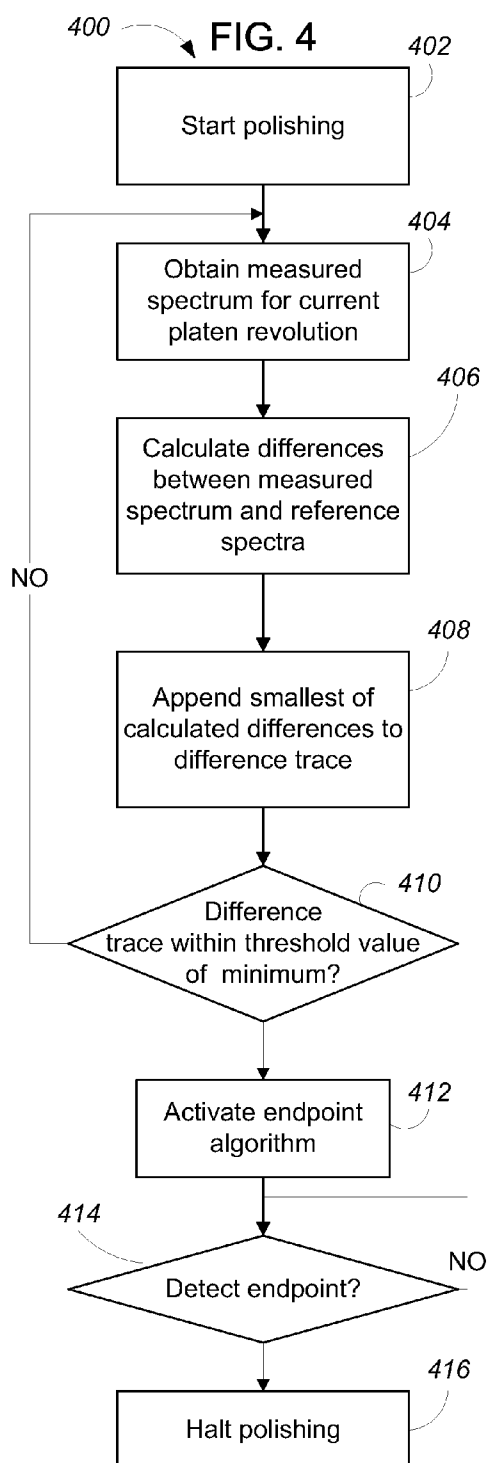 400
FIG. 4
402
Start polishing
404
Obtain measured
spectrum for current
platen revolution
406
Calculate differences
between measured
spectrum and reference
spectra
NO
408
Append smallest of
calculated differences to
difference trace
410
Difference
trace within threshold value
of minimum?
412
Activate endpoint
algorithm
414
Detect endpoint?
NO
416
Halt polishing